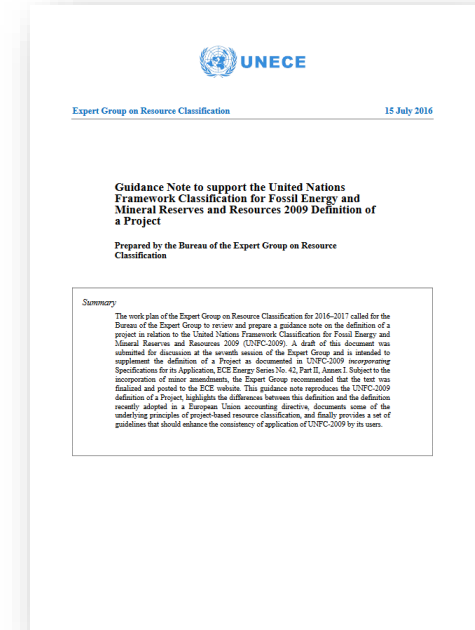 UNECE
Expert Group on Resource Classification 15 July 2016
Guidance Note to support the United Nations
Framework Classification for Fossil Energy and
Mineral Reserves and Resources 2009 Definition of
a Project
Prepared by the Bureau of the Expert Group on Resource
Classification
Summary
The work plan of the Expert Group on Resource Classification for 2016–2017 called for the
Bureau of the Expert Group to review and prepare a guidance note on the definition of a
project in relation to the United Nations Framework Classification for Fossil Energy and
Mineral Reserves and Resources 2009 (UNFC-2009). A draft of this document was
submitted for discussion at the seventh session of the Expert Group and is intended to
supplement the definition of a Project as documented in UNFC-2009 incorporating
Specifications for its Application, ECE Energy Series No. 42, Part II, Annex I. Subject to the
incorporation of minor amendments, the Expert Group recommended that the text was
finalized and posted to the ECE website. This guidance note reproduces the UNFC-2009
definition of a Project, highlights the differences between this definition and the definition
recently adopted in a European Union accounting directive, documents some of the
underlying principles of project-based resource classification, and finally provides a set of
guidelines that should enhance the consistency of application of UNFC-2009 by its users.